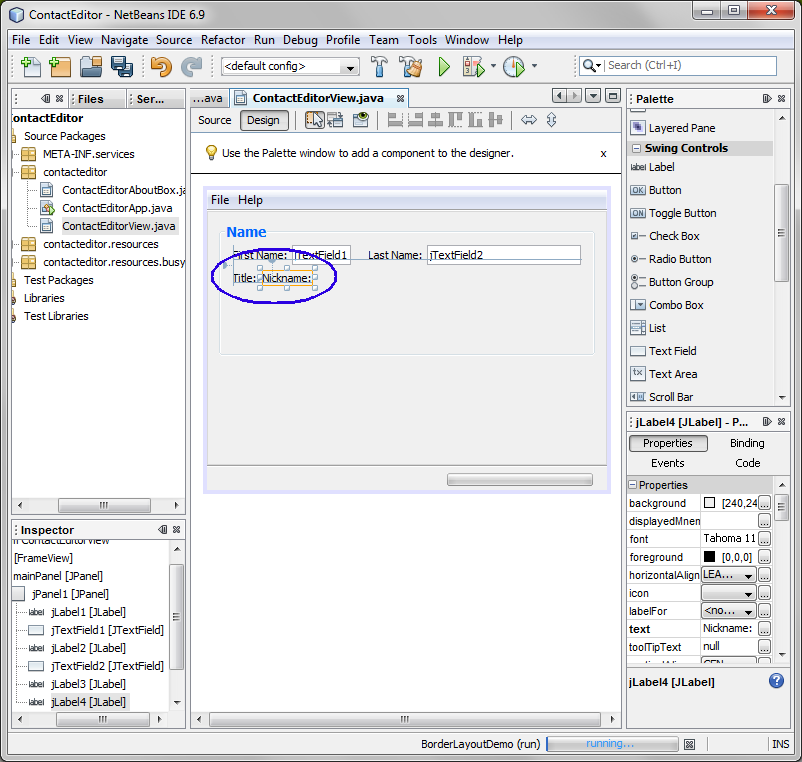 ContactEditor - NetBeans IDE 6.9
File Edit View Navigate Source Refactor Run Debug Profile Team Tools Window Help
<default config>
Search (Ctrl+I)
Files
Ser...
ontactEditor
Source Packages
META-INF.services
contacteditor
ContactEditorAboutBox.ja
ContactEditorApp.java
ContactEditorView.java
contacteditor.resources
contacteditor.resources.busy
Test Packages
Libraries
Test Libraries
...ava
ContactEditorView.java
Source
Design
Use the Palette window to add a component to the designer.
x
File Help
Name
First Name: jTextField1 Last Name: jTextField2
Title: Nickname:
Palette
Layered Pane
Swing Controls
label Label
OK Button
ON Toggle Button
Check Box
Radio Button
Button Group
Combo Box
List
Text Field
Text Area
Scroll Bar
jLabel4 [JLabel] - P...
Properties Binding
Events Code
Properties
background [240,24 ...
displayedMnem ...
font Tahoma 11 ...
foreground [0,0,0] ...
horizontalAlign LEA... ...
icon ...
labelFor <no... ...
text Nickname: ...
toolTipText null ...
jLabel4 [JLabel]
Inspector
[FrameView]
mainPanel [JPanel]
jPanel1 [JPanel]
label jLabel1 [JLabel]
jTextField1 [JTextField]
label jLabel2 [JLabel]
jTextField2 [JTextField]
label jLabel3 [JLabel]
label jLabel4 [JLabel]
BorderLayoutDemo (run)
running...
INS